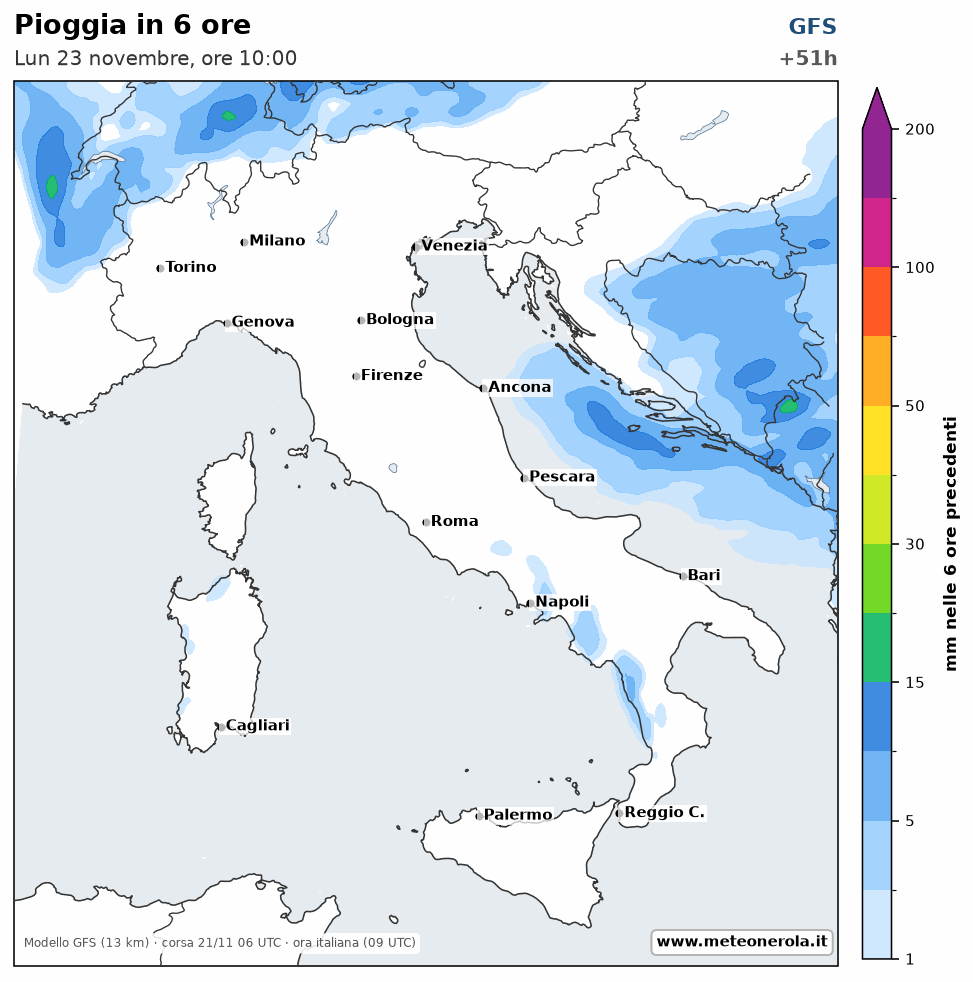 Pioggia in 6 ore
GFS
Lun 23 novembre, ore 10:00
+51h
Milano
Venezia
Torino
Genova
Bologna
Firenze
Ancona
Pescara
Roma
Bari
Napoli
Cagliari
Palermo
Reggio C.
Modello GFS (13 km) · corsa 21/11 06 UTC · ora italiana (09 UTC)
www.meteonerola.it
200
100
50
30
15
5
1
mm nelle 6 ore precedenti